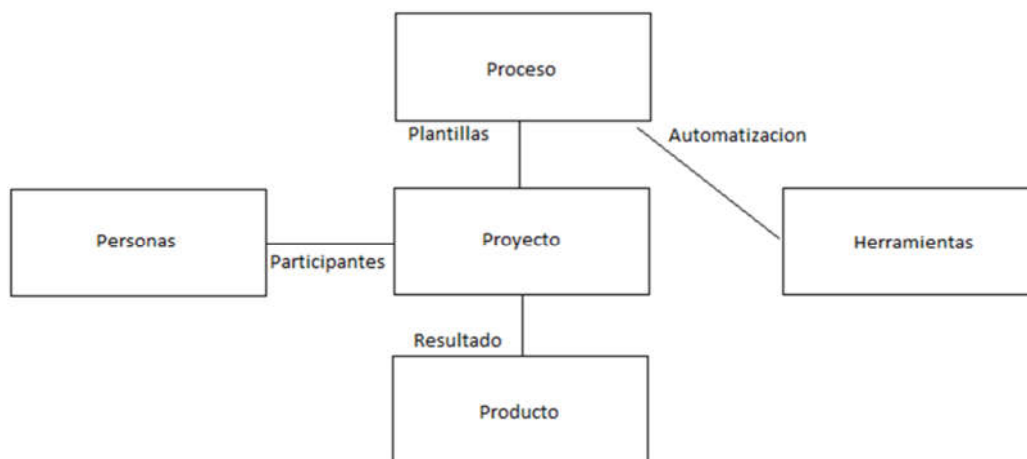 Proceso
Plantillas
Automatizacion
Personas
Proyecto
Herramientas
Participantes
Resultado
Producto